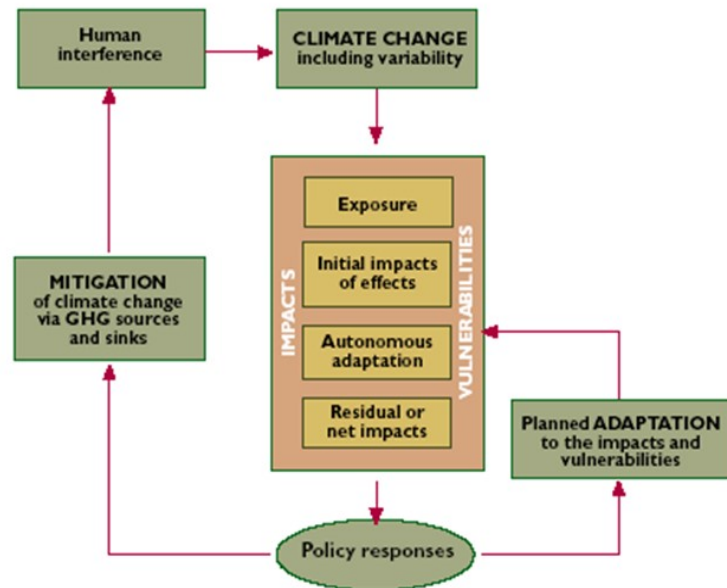 Human
interference
CLIMATE CHANGE
including variability
IMPACTS
VULNERABILITIES
Exposure
Initial impacts
of effects
Autonomous
adaptation
Residual or
net impacts
MITIGATION
of climate change
via GHG sources
and sinks
Planned ADAPTATION
to the impacts and
vulnerabilities
Policy responses